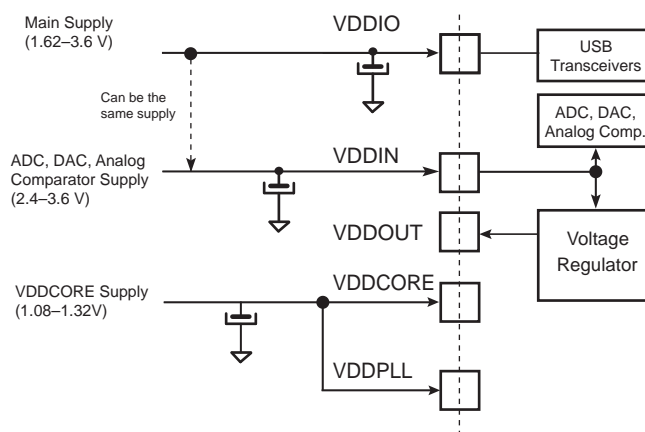 Main Supply
(1.62–3.6 V)
VDDIO
USB
Transceivers
Can be the
same supply
ADC, DAC,
Analog Comp.
ADC, DAC, Analog
Comparator Supply
(2.4–3.6 V)
VDDIN
VDDOUT
Voltage
Regulator
VDDCORE Supply
(1.08–1.32V)
VDDCORE
VDDPLL